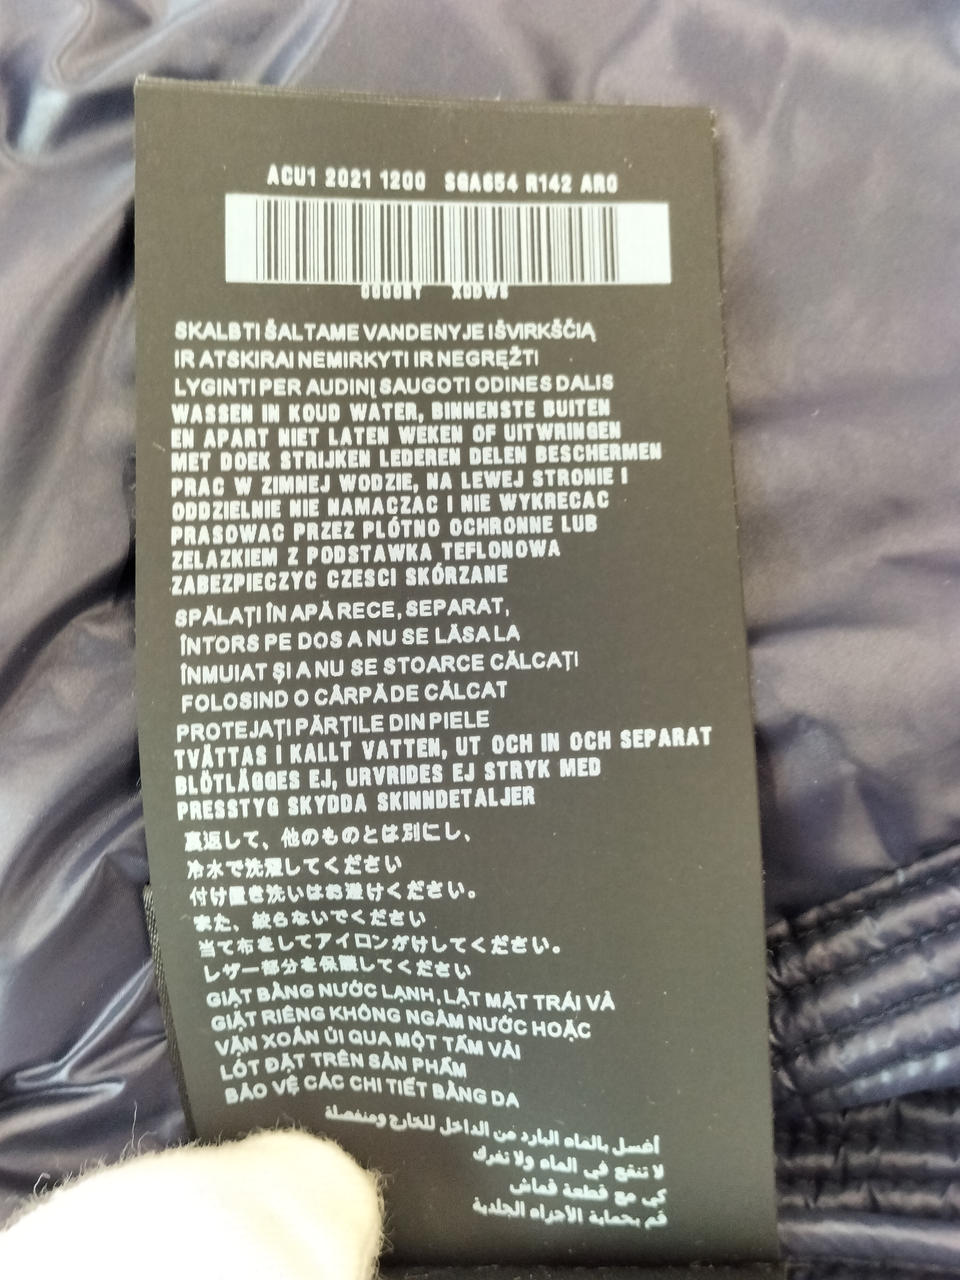 ACU1 2021 1200 SGA654 R142 ARO
SKALBTI ŠALTAME VANDENYJE IŠVIRKŠČIĄ
IR ATSKIRAI NEMIRKYTI IR NEGRĘŽTI
LYGINTI PER AUDINĮ SAUGOTI ODINES DALIS
WASSEN IN KOUD WATER, BINNENSTE BUITEN
EN APART NIET LATEN WEKEN OF UITWRINGEN
MET DOEK STRIJKEN LEDEREN DELEN BESCHERMEN
PRAC W ZIMNEJ WODZIE, NA LEWEJ STRONIE I
ODDZIELNIE NIE NAMACZAC I NIE WYKRECAC
PRASOWAC PRZEZ PLÓTNO OCHRONNE LUB
ZELAZKIEM Z PODSTAWKA TEFLONOWA
ZABEZPIECZYC CZESCI SKÓRZANE
SPĂLAȚI ÎN APĂ RECE, SEPARAT,
ÎNTORS PE DOS A NU SE LĂSA LA
ÎNMUIAT ȘI A NU SE STOARCE CĂLCAȚI
FOLOSIND O CÂRPĂ DE CĂLCAT
PROTEJAȚI PĂRȚILE DIN PIELE
TVÄTTAS I KALLT VATTEN, UT OCH IN OCH SEPARAT
BLÖTLÄGGES EJ, URVRIDES EJ STRYK MED
PRESSTYG SKYDDA SKINNDETALJER
裏返して、他のものとは別にし、
冷水で洗濯してください
付け置き洗いはお避けください。
また、絞らないでください
当て布をしてアイロンがけしてください。
レザー部分を保護してください
GIẶT BẰNG NƯỚC LẠNH, LẬT MẶT TRÁI VÀ
GIẶT RIÊNG KHÔNG NGÂM NƯỚC HOẶC
VẶN XOẮN ỦI QUA MỘT TẤM VẢI
LÓT ĐẶT TRÊN SẢN PHẨM
BẢO VỆ CÁC CHI TIẾT BẰNG DA
أغسل بالماء البارد من الداخل للخارج ومنفصلة
لا تنقع في الماء ولا تفرك
كي مع قطعة قماش
قم بحماية الأجزاء الجلدية